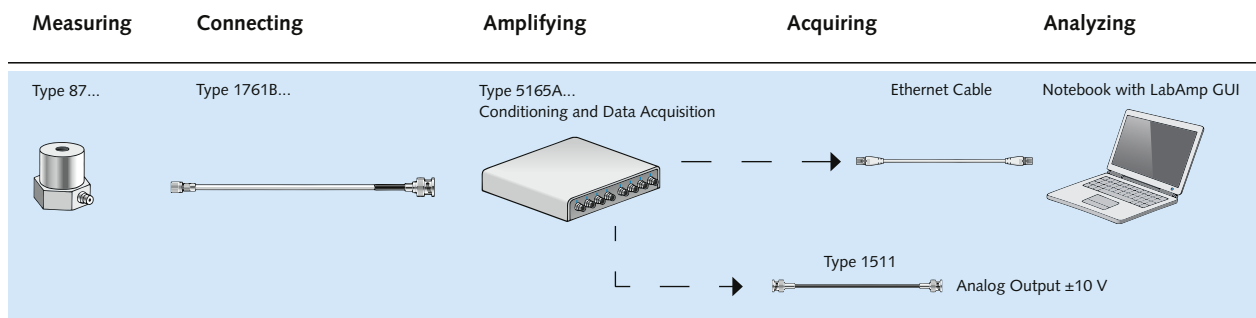 Measuring Connecting Amplifying Acquiring Analyzing
Type 87... Type 1761B... Type 5165A... Ethernet Cable Notebook with LabAmp GUI
Conditioning and Data Acquisition
Type 1511
Analog Output ±10 V